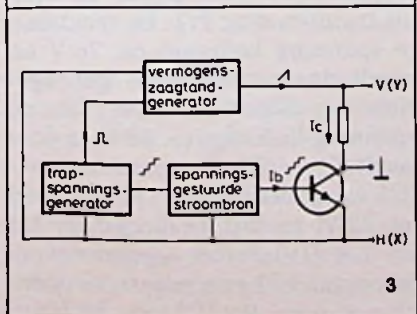 vermogens-
zaagtand-
generator
V(Y)
Ic
trap-
spannings-
generator
spannings-
gestuurde
stroombron
Ib
H(X)
3